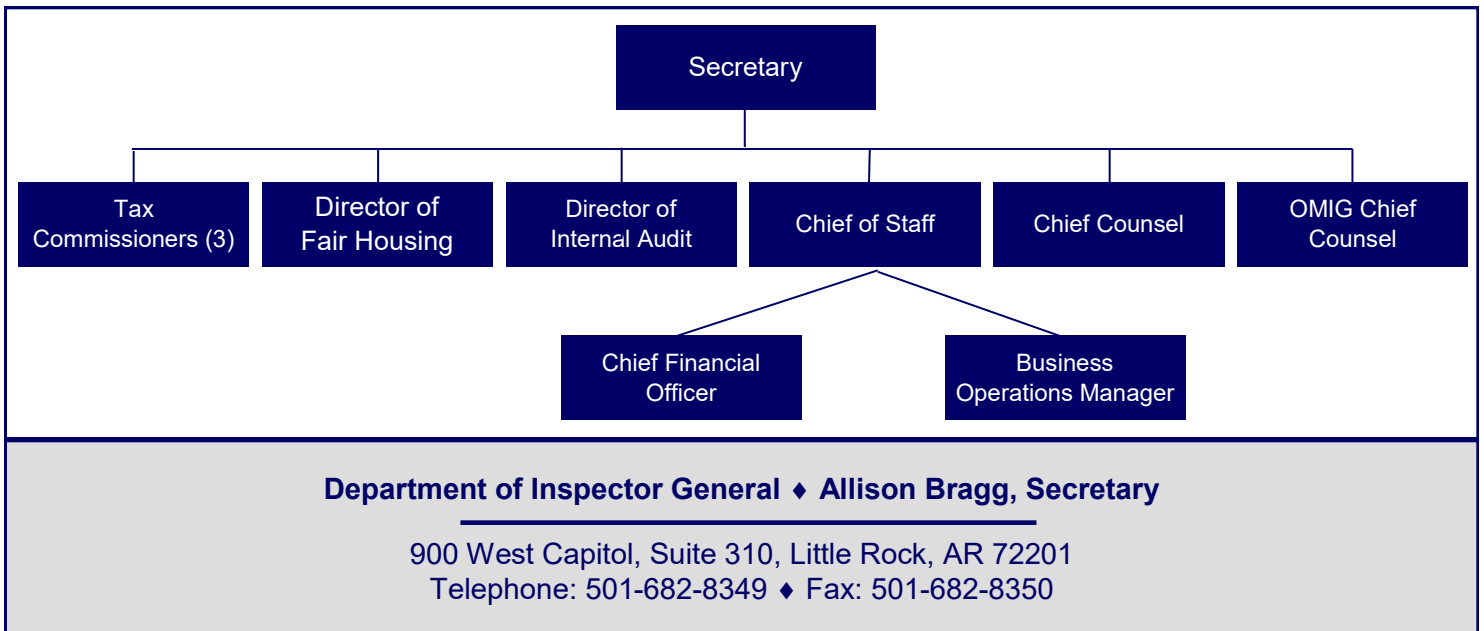 Secretary
Tax
Commissioners (3)
Director of
Fair Housing
Director of
Internal Audit
Chief of Staff
Chief Counsel
OMIG Chief
Counsel
Chief Financial
Officer
Business
Operations Manager
Department of Inspector General ♦ Allison Bragg, Secretary
900 West Capitol, Suite 310, Little Rock, AR 72201
Telephone: 501-682-8349 ♦ Fax: 501-682-8350